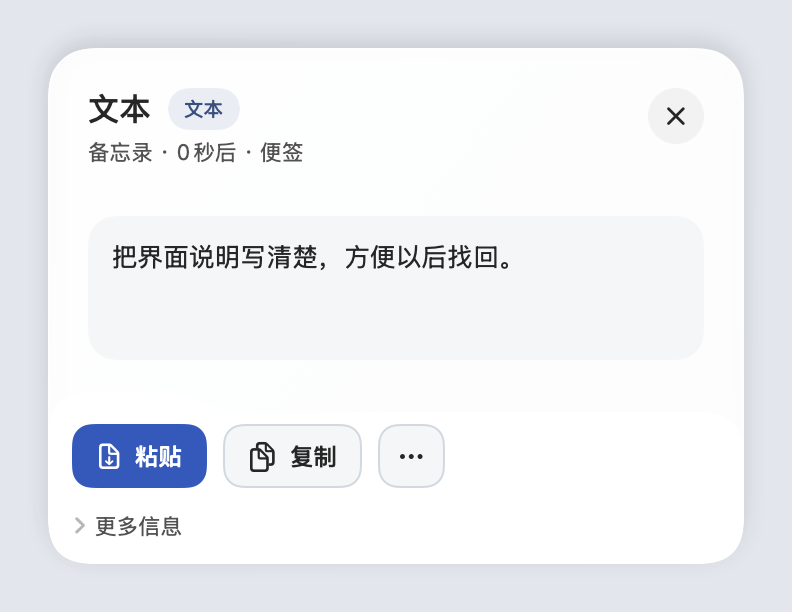 文本 文本
备忘录 · 0 秒后 · 便签
把界面说明写清楚，方便以后找回。
粘贴 复制 ...
更多信息